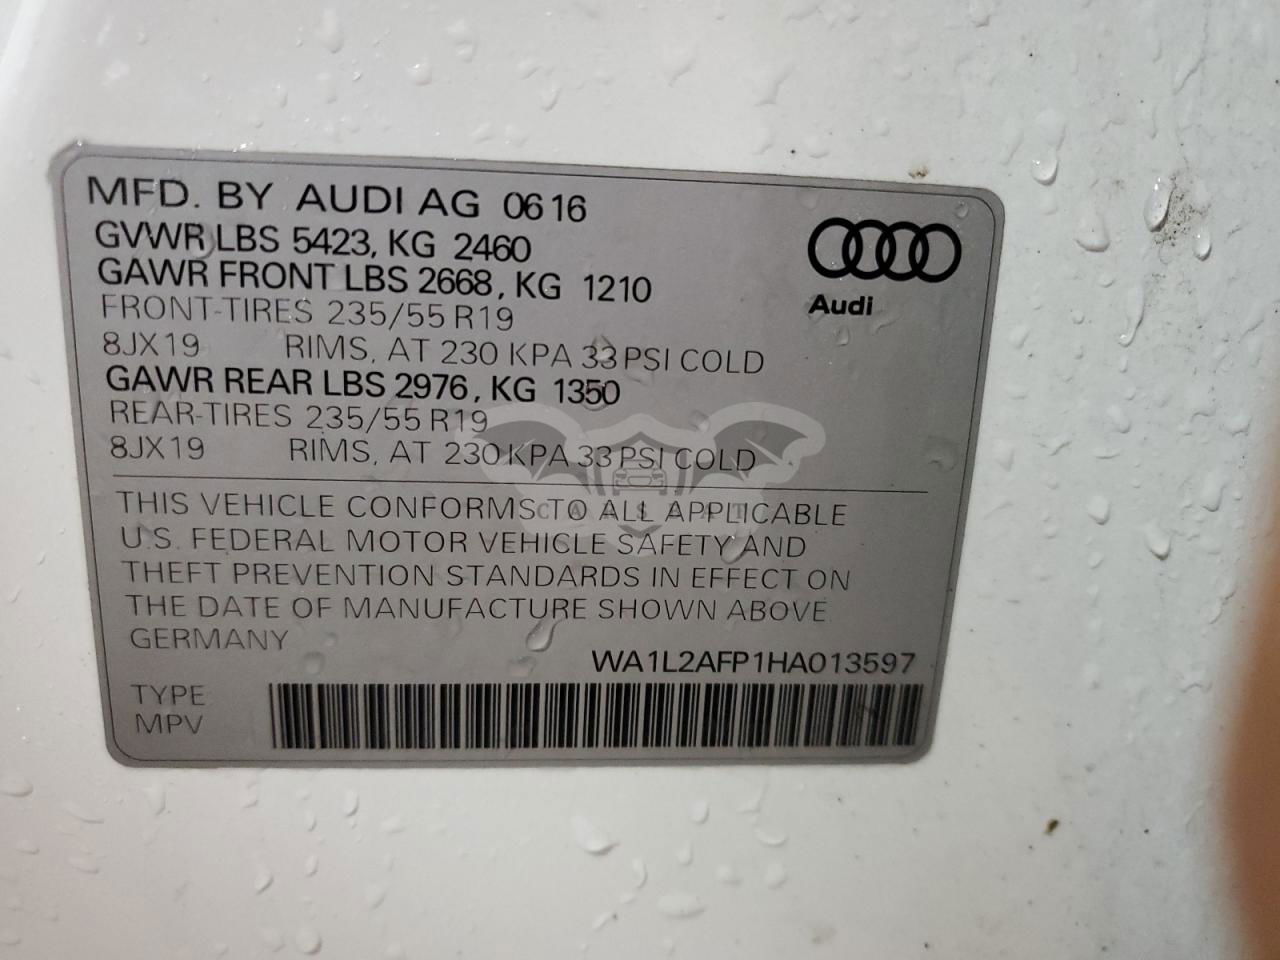 MFD. BY AUDI AG 0616
GVWR LBS 5423, KG 2460
GAWR FRONT LBS 2668, KG 1210
FRONT-TIRES 235/55 R19
8JX19 RIMS, AT 230 KPA 33 PSI COLD
GAWR REAR LBS 2976, KG 1350
REAR-TIRES 235/55 R19
8JX19 RIMS, AT 230 KPA 33 PSI COLD
Audi
THIS VEHICLE CONFORMS TO ALL APPLICABLE
U.S. FEDERAL MOTOR VEHICLE SAFETY AND
THEFT PREVENTION STANDARDS IN EFFECT ON
THE DATE OF MANUFACTURE SHOWN ABOVE
GERMANY
WA1L2AFP1HA013597
TYPE
MPV